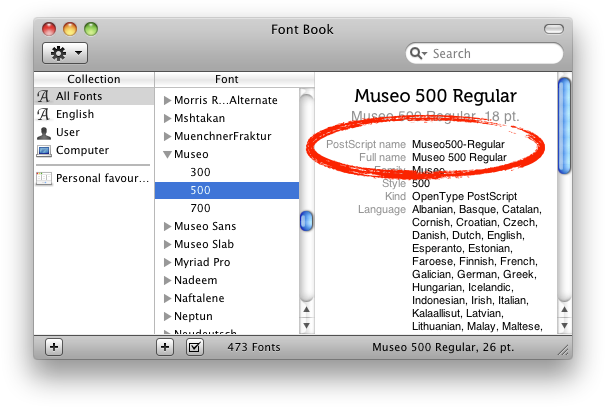 Font Book
Search
Collection
All Fonts
English
User
Computer
Personal favour...
Font
Morris R...Alternate
Mshtakan
MuenchnerFraktur
Museo
300
500
700
Museo Sans
Museo Slab
Myriad Pro
Nadeem
Naftalene
Neptun
Neudeutsch
Museo 500 Regular
Museo 500 Regular, 18 pt.
PostScript name Museo500-Regular
Full name Museo 500 Regular
Family Museo
Style 500
Kind OpenType PostScript
Language Albanian, Basque, Catalan,
Cornish, Croatian, Czech,
Danish, Dutch, English,
Esperanto, Estonian,
Faroese, Finnish, French,
Galician, German, Greek,
Hungarian, Icelandic,
Indonesian, Irish, Italian,
Kalaallisut, Latvian,
Lithuanian, Malay, Maltese,
473 Fonts
Museo 500 Regular, 26 pt.